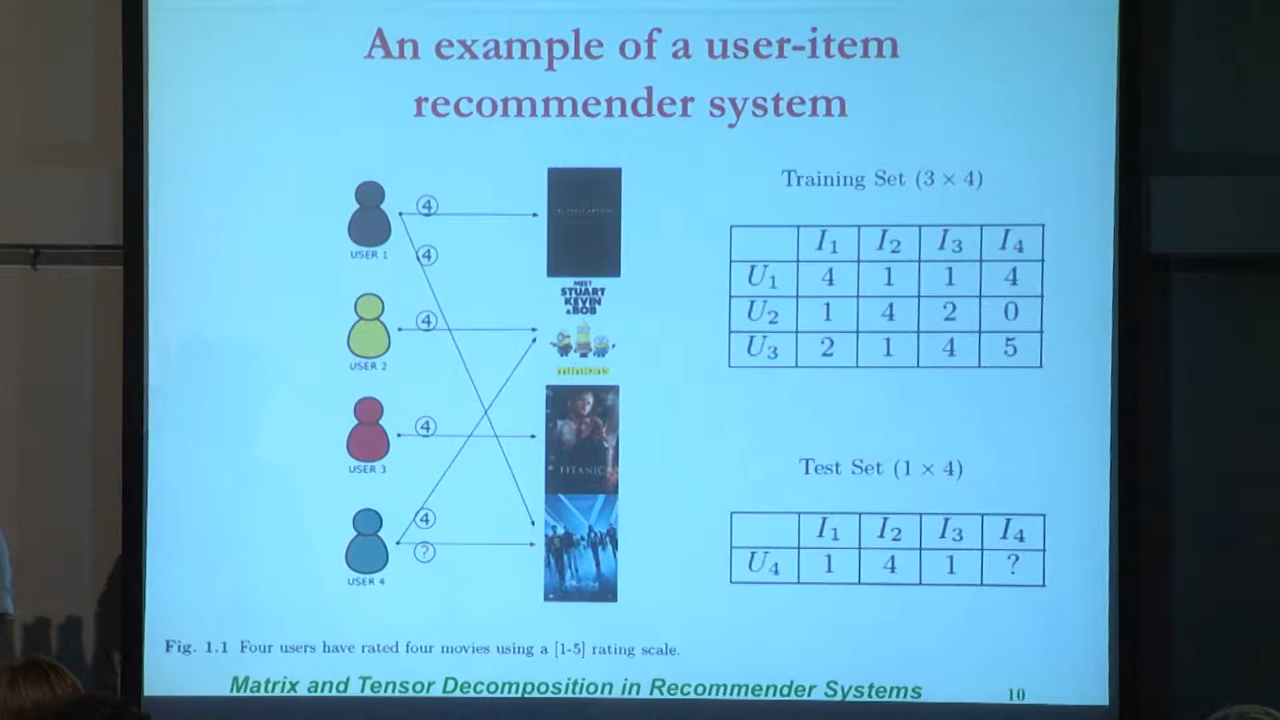 An example of a user-item
recommender system
4
USER 1
4
4
USER 2
4
USER 3
4
?
USER 4
MEET
STUART
KEVIN
& BOB
minions
TITANIC
Training Set (3 × 4)
I1 I2 I3 I4
U1 4 1 1 4
U2 1 4 2 0
U3 2 1 4 5
Test Set (1 × 4)
I1 I2 I3 I4
U4 1 4 1 ?
Fig. 1.1 Four users have rated four movies using a [1-5] rating scale.
Matrix and Tensor Decomposition in Recommender Systems
10